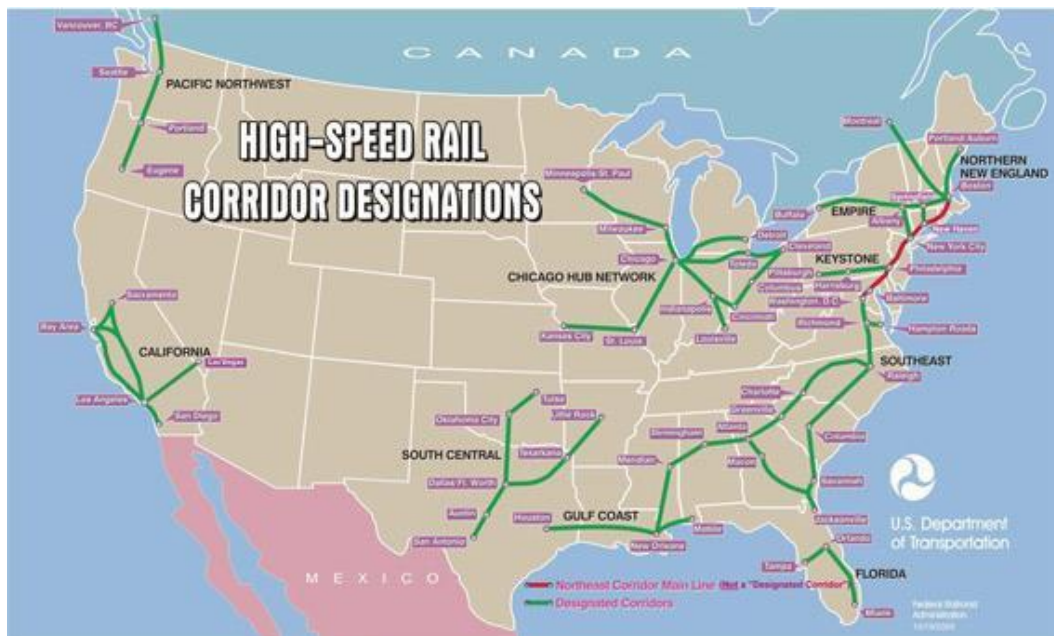 CANADA
Vancouver, BC
Seattle
PACIFIC NORTHWEST
Portland
Eugene
HIGH-SPEED RAIL
CORRIDOR DESIGNATIONS
Minneapolis/St. Paul
Milwaukee
Chicago
CHICAGO HUB NETWORK
Detroit
Cleveland
Toledo
Columbus
Indianapolis
Cincinnati
Louisville
Kansas City
St. Louis
Montreal
Portland Auburn
NORTHERN
NEW ENGLAND
Boston
Springfield
Buffalo
EMPIRE
Albany
New Haven
New York City
KEYSTONE
Pittsburgh
Harrisburg
Philadelphia
Washington, D.C.
Baltimore
Richmond
Hampton Roads
SOUTHEAST
Raleigh
Charlotte
Greenville
Atlanta
Birmingham
Macon
Columbia
Meridian
Savannah
Jacksonville
Sacramento
Bay Area
CALIFORNIA
Las Vegas
Los Angeles
San Diego
Tulsa
Oklahoma City
Little Rock
SOUTH CENTRAL
Texarkana
Dallas/Ft. Worth
Austin
San Antonio
Houston
GULF COAST
Mobile
New Orleans
Orlando
Tampa
FLORIDA
Miami
MEXICO
U.S. Department
of Transportation
Northeast Corridor Main Line (Not a "Designated Corridor")
Designated Corridors
Federal Railroad
Administration